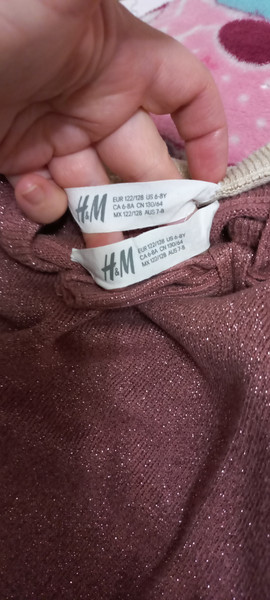 H&M
EUR 122/128 US 6-8Y
CA 6-8A CN 130/64
MX 122/128 AUS 7-8
H&M
EUR 122/128 US 6-8Y
CA 6-8A CN 130/64
MX 122/128 AUS 7-8